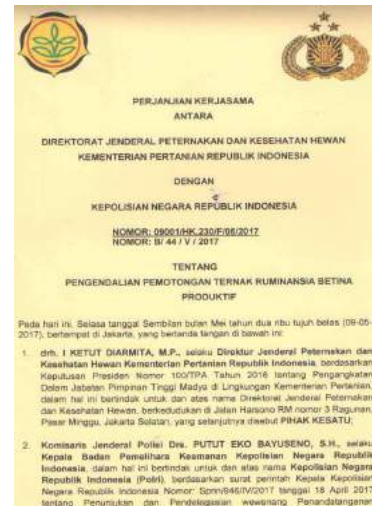 PERJANJIAN KERJASAMA
ANTARA
DIREKTORAT JENDERAL PETERNAKAN DAN KESEHATAN HEWAN
KEMENTERIAN PERTANIAN REPUBLIK INDONESIA
DENGAN
KEPOLISIAN NEGARA REPUBLIK INDONESIA
NOMOR: 09001/HK.230/F/05/2017
NOMOR: B/ 44 / V / 2017
TENTANG
PENGENDALIAN PEMOTONGAN TERNAK RUMINANSIA BETINA
PRODUKTIF
Pada hari ini, Selasa tanggal Sembilan bulan Mei tahun dua ribu tujuh belas (09-05-
2017), bertempat di Jakarta, yang bertanda tangan di bawah ini:
1. drh. I KETUT DIARMITA, M.P., selaku Direktur Jenderal Peternakan dan
Kesehatan Hewan Kementerian Pertanian Republik Indonesia, berdasarkan
Keputusan Presiden Nomor 100/TPA Tahun 2016 tentang Pengangkatan
Dalam Jabatan Pimpinan Tinggi Madya di Lingkungan Kementerian Pertanian,
dalam hal ini bertindak untuk dan atas nama Direktorat Jenderal Peternakan
dan Kesehatan Hewan, berkedudukan di Jalan Harsono RM nomor 3 Ragunan,
Pasar Minggu, Jakarta Selatan, yang selanjutnya disebut PIHAK KESATU;
2. Komisaris Jenderal Polisi Drs. PUTUT EKO BAYUSENO, S.H., selaku
Kepala Badan Pemelihara Keamanan Kepolisian Negara Republik
Indonesia, dalam hal ini bertindak untuk dan atas nama Kepolisian Negara
Republik Indonesia (Polri), berdasarkan surat perintah Kepala Kepolisian
Negara Republik Indonesia Nomor: Sprin/946/IV/2017 tanggal 18 April 2017
tentang Penunjukan dan Pendelegasian wewenang Penandatanganan